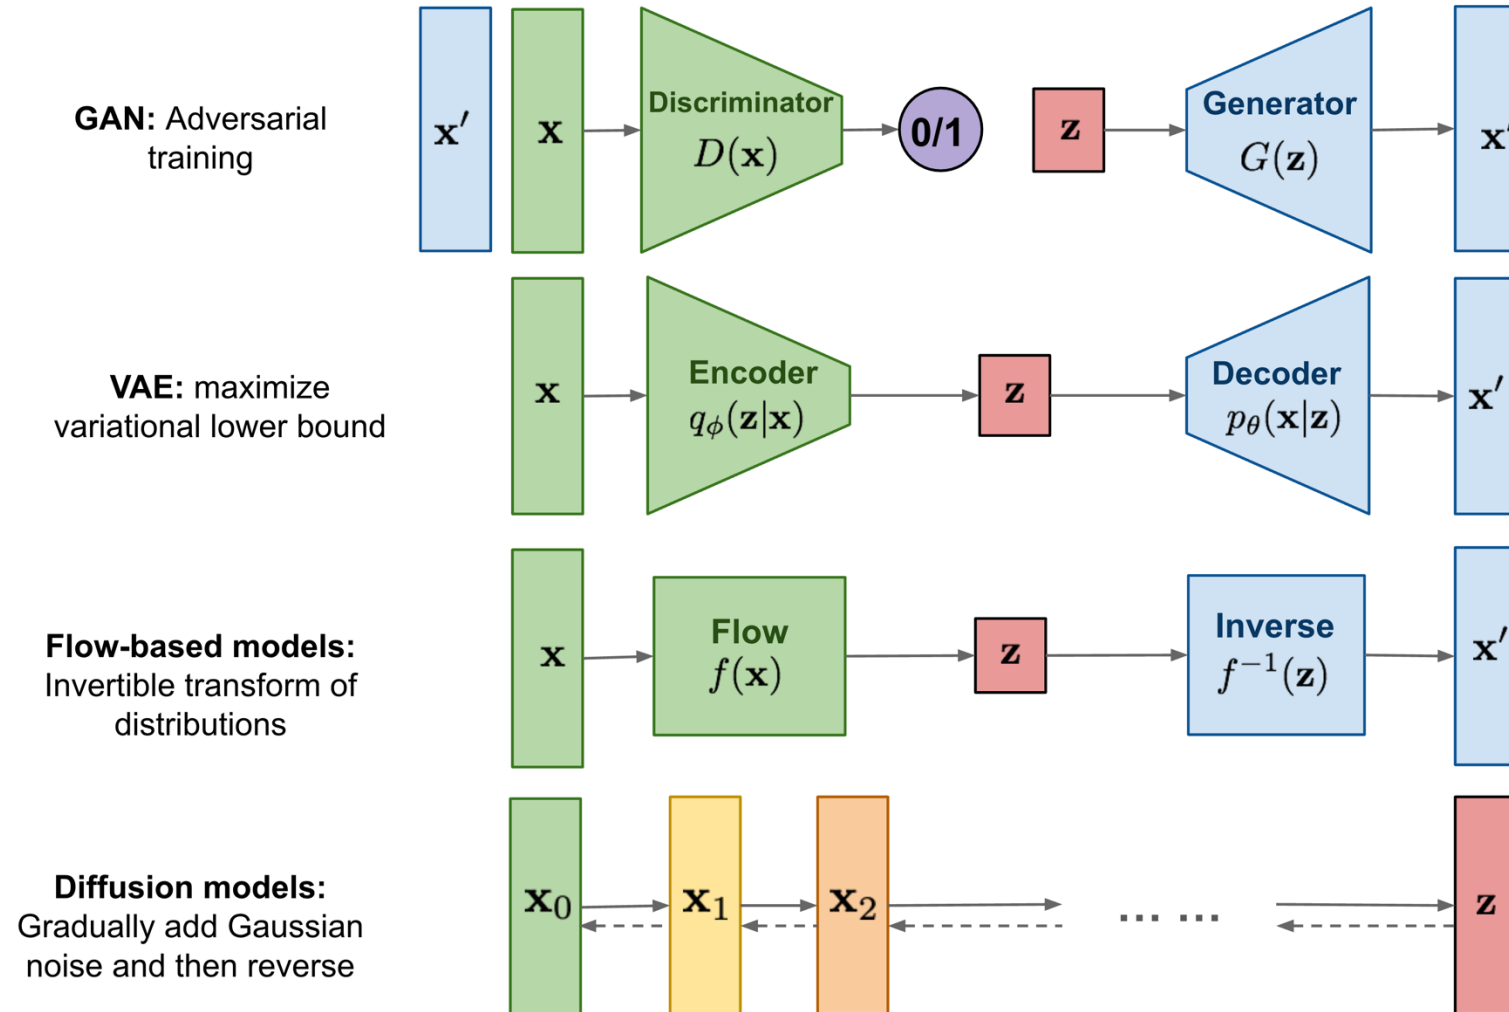 GAN: Adversarial
training
x′
x
Discriminator
D(x)
0/1
z
Generator
G(z)
x′
VAE: maximize
variational lower bound
x
Encoder
qϕ(z|x)
z
Decoder
pθ(x|z)
x′
Flow-based models:
Invertible transform of
distributions
x
Flow
f(x)
z
Inverse
f⁻¹(z)
x′
Diffusion models:
Gradually add Gaussian
noise and then reverse
x₀
x₁
x₂
... ...
z